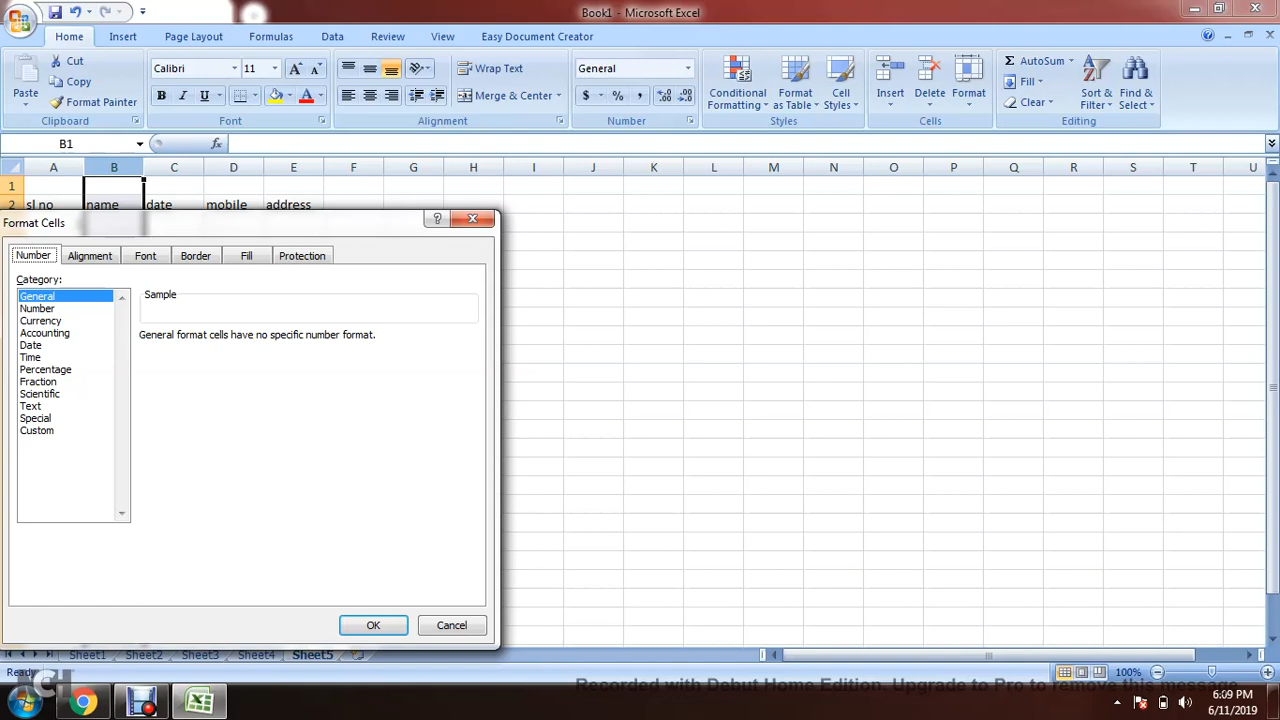 Book1 - Microsoft Excel
Home Insert Page Layout Formulas Data Review View Easy Document Creator
Cut
Copy
Format Painter
Paste
Clipboard
Calibri 11
B I U A
Font
Wrap Text
Merge & Center
Alignment
General
$ % ,
Number
Conditional Formatting
Format as Table
Cell Styles
Styles
Insert Delete Format
Cells
Σ AutoSum
Fill
Clear
Sort & Filter
Find & Select
Editing
B1 fx
A B C D E F G H I J K L M N O P Q R S T U
1
2 sl.no name date mobile address
Format Cells
Number Alignment Font Border Fill Protection
Category:
General
Number
Currency
Accounting
Date
Time
Percentage
Fraction
Scientific
Text
Special
Custom
Sample
General format cells have no specific number format.
OK Cancel
Sheet1 Sheet2 Sheet3 Sheet4 Sheet5
Ready
100%
Recorded with Debut Home Edition. Upgrade to Pro to remove this message.
6:09 PM
6/11/2019